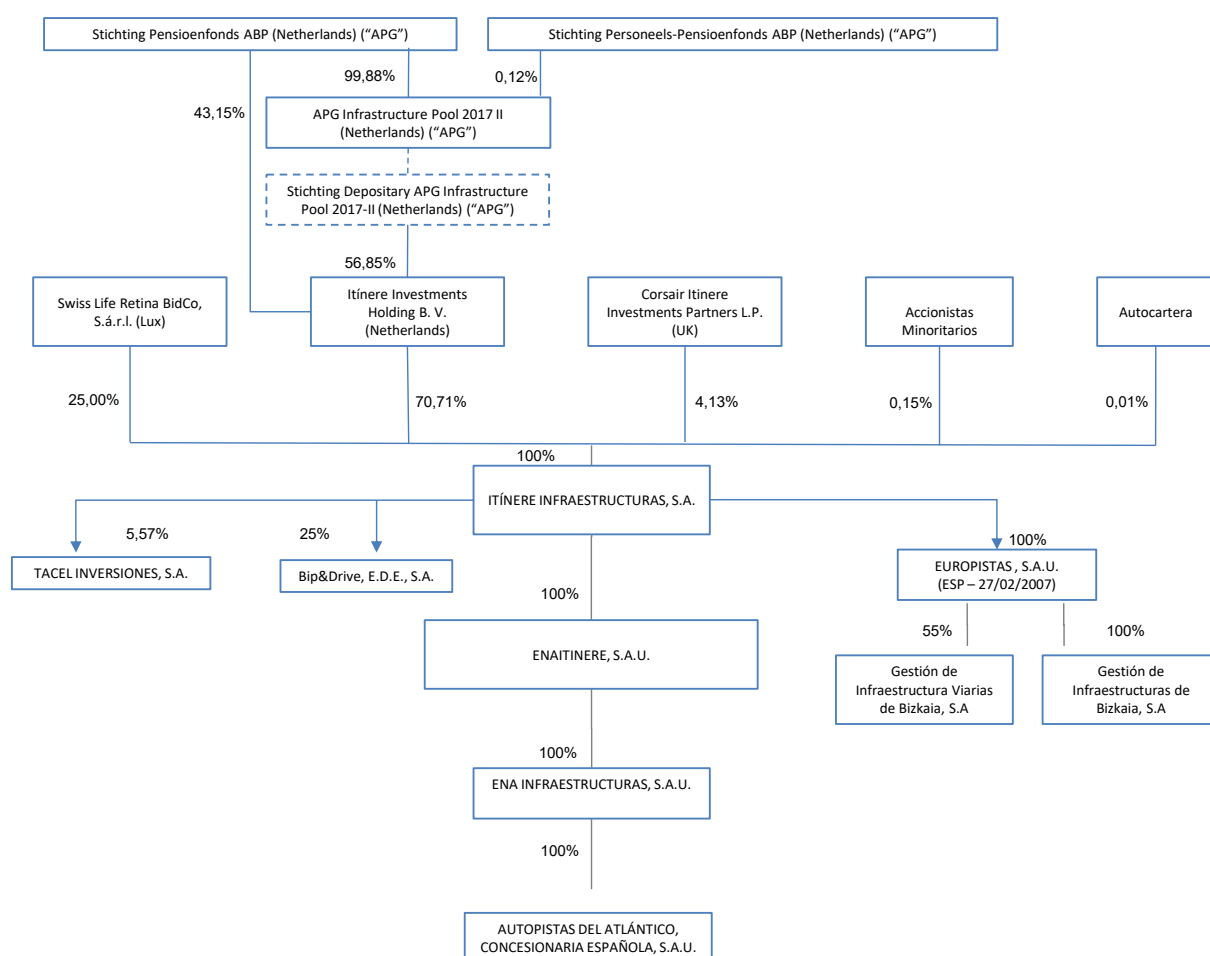 Stichting Pensioenfonds ABP (Netherlands) (“APG”)
Stichting Personeels-Pensioenfonds ABP (Netherlands) (“APG”)
99,88%
0,12%
43,15%
APG Infrastructure Pool 2017 II
(Netherlands) (“APG”)
Stichting Depositary APG Infrastructure
Pool 2017-II (Netherlands) (“APG”)
56,85%
Swiss Life Retina BidCo,
S.á.r.l. (Lux)
Itínere Investments
Holding B. V.
(Netherlands)
Corsair Itinere
Investments Partners L.P.
(UK)
Accionistas
Minoritarios
Autocartera
25,00%
70,71%
4,13%
0,15%
0,01%
100%
ITÍNERE INFRAESTRUCTURAS, S.A.
5,57%
25%
100%
TACEL INVERSIONES, S.A.
Bip&Drive, E.D.E., S.A.
EUROPISTAS , S.A.U.
(ESP – 27/02/2007)
100%
55%
100%
ENAITINERE, S.A.U.
Gestión de
Infraestructura Viarias
de Bizkaia, S.A
Gestión de
Infraestructuras de
Bizkaia, S.A
100%
ENA INFRAESTRUCTURAS, S.A.U.
100%
AUTOPISTAS DEL ATLÁNTICO,
CONCESIONARIA ESPAÑOLA, S.A.U.